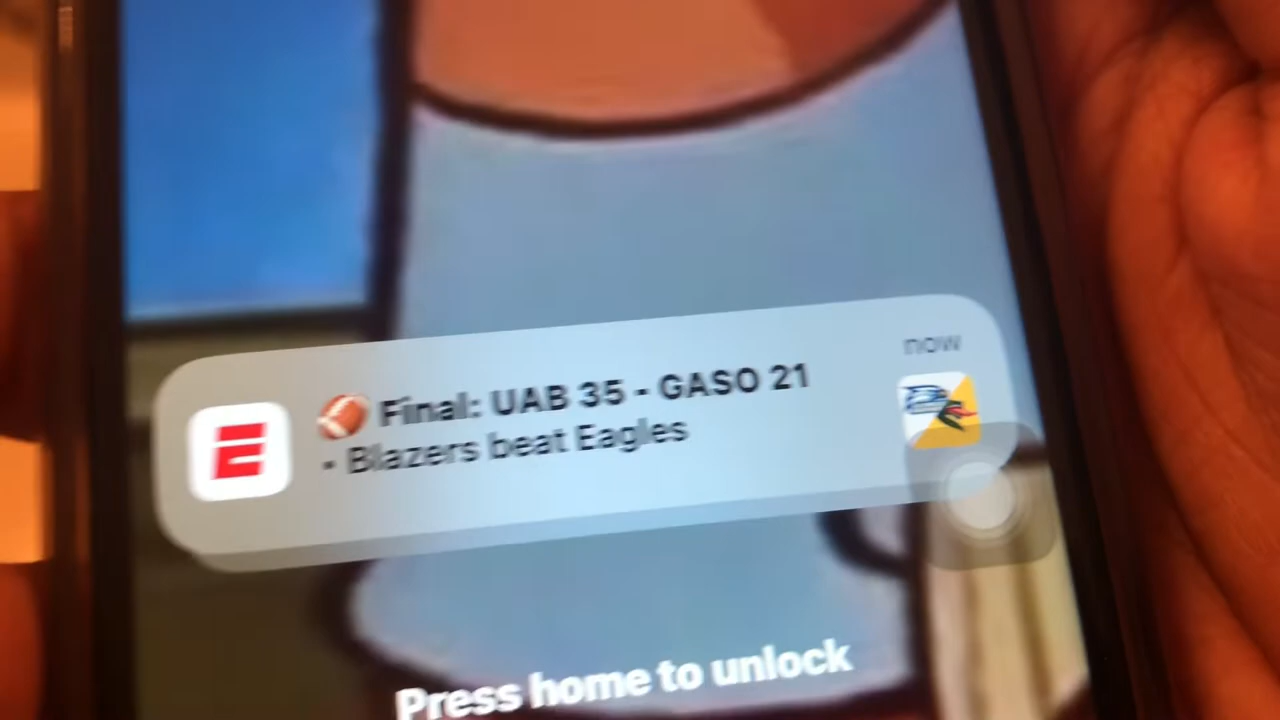 now
🏈 Final: UAB 35 - GASO 21
- Blazers beat Eagles
Press home to unlock